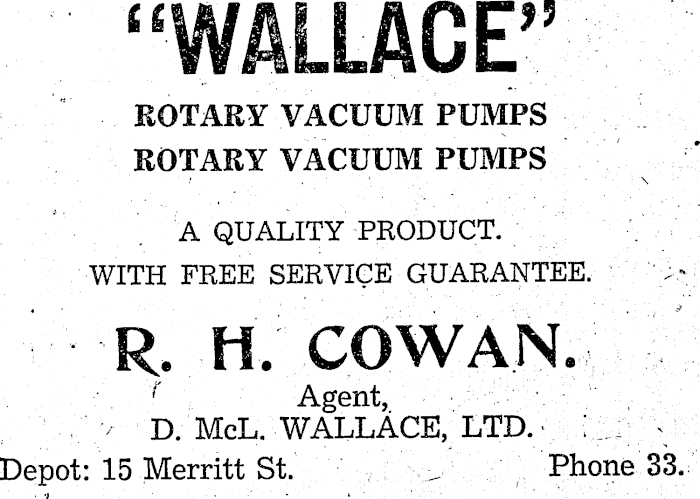 “WALLACE”
ROTARY VACUUM PUMPS
ROTARY VACUUM PUMPS
A QUALITY PRODUCT.
WITH FREE SERVICE GUARANTEE.
R. H. COWAN.
Agent,
D. McL. WALLACE, LTD.
Depot: 15 Merritt St. Phone 33.